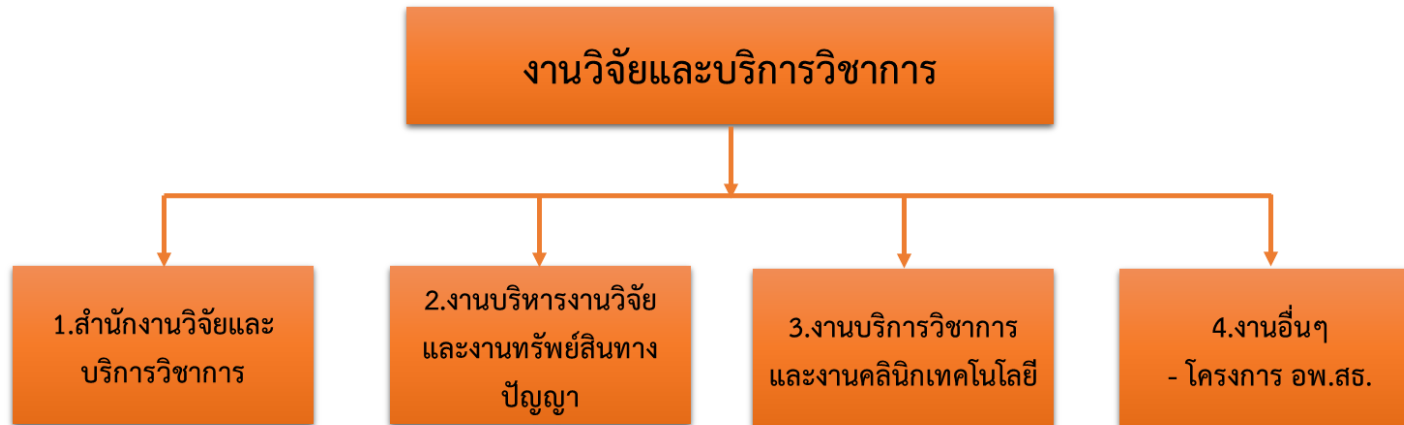 งานวิจัยและบริการวิชาการ
1.สำนักงานวิจัยและ
บริการวิชาการ
2.งานบริหารงานวิจัย
และงานทรัพย์สินทาง
ปัญญา
3.งานบริการวิชาการ
และงานคลินิกเทคโนโลยี
4.งานอื่นๆ
- โครงการ อพ.สธ.